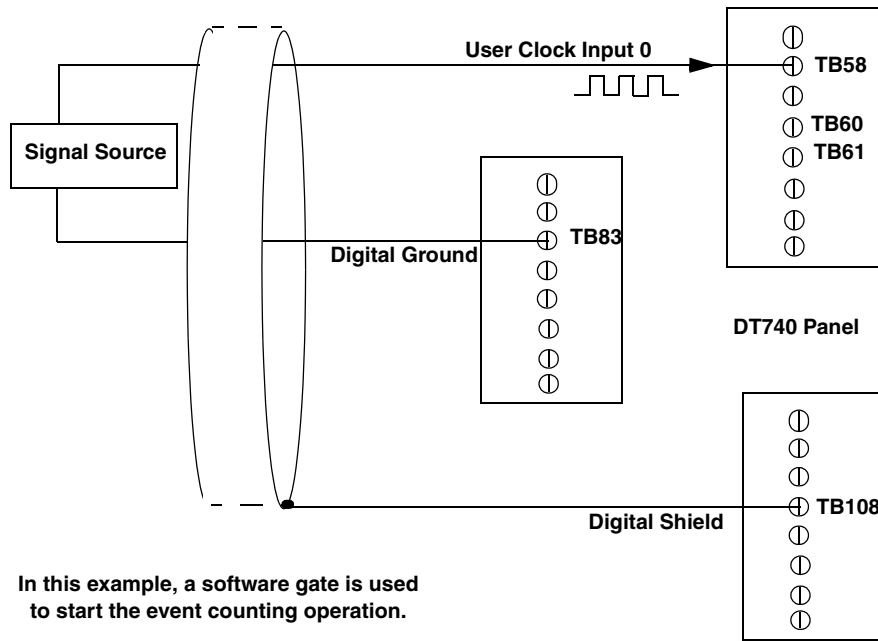 User Clock Input 0
TB58
TB60
TB61
Signal Source
TB83
Digital Ground
DT740 Panel
TB108
Digital Shield
In this example, a software gate is used
to start the event counting operation.